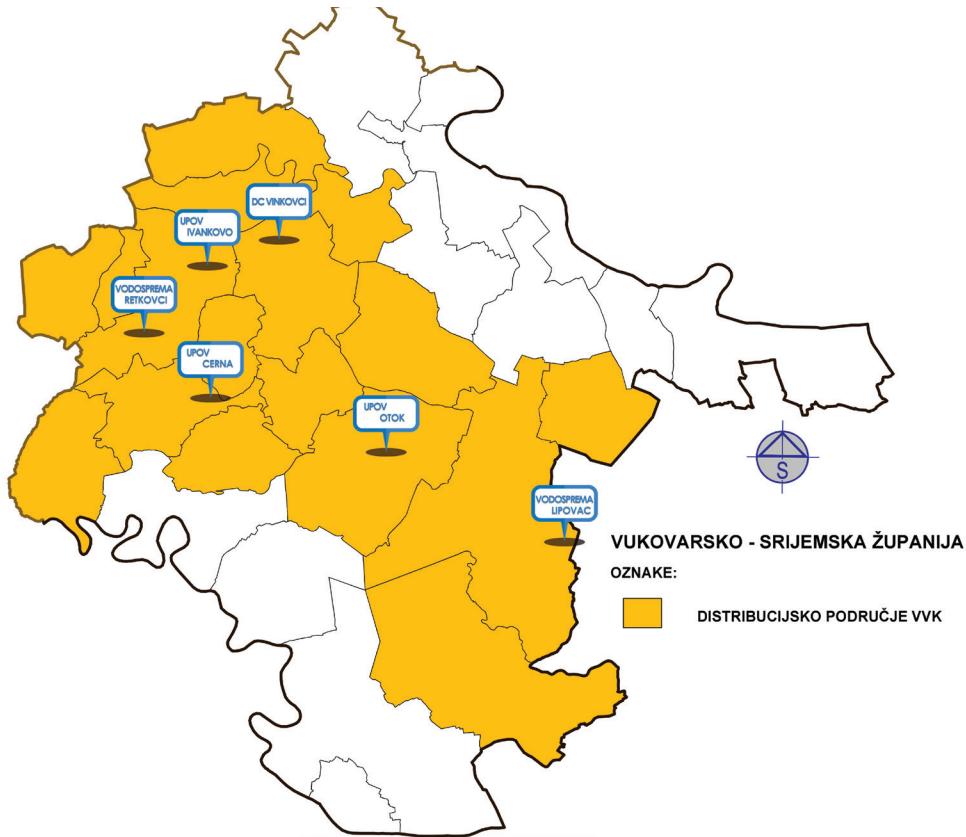 DC VINKOVCI
UPOV
IVANKOVO
VODOSPREMA
RETKOVCI
UPOV
CERNA
UPOV
OTOK
VODOSPREMA
LIPOVAC
S
VUKOVARSKO - SRIJEMSKA ŽUPANIJA
OZNAKE:
DISTRIBUCIJSKO PODRUČJE VVK